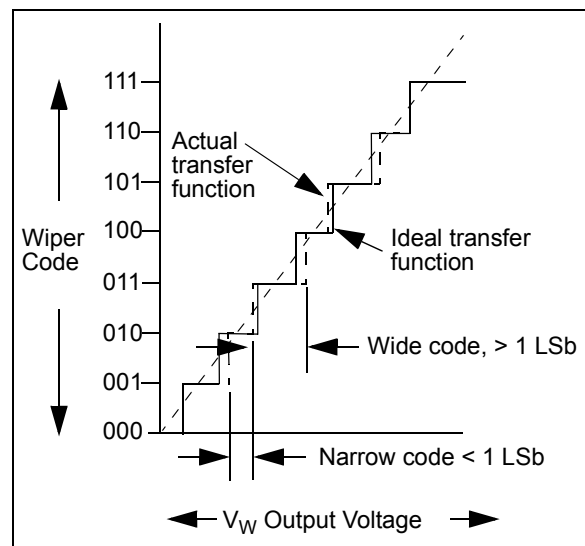 111
110
101
100
011
010
001
000
Wiper
Code
Actual
transfer
function
Ideal transfer
function
Wide code, > 1 LSb
Narrow code < 1 LSb
VW Output Voltage